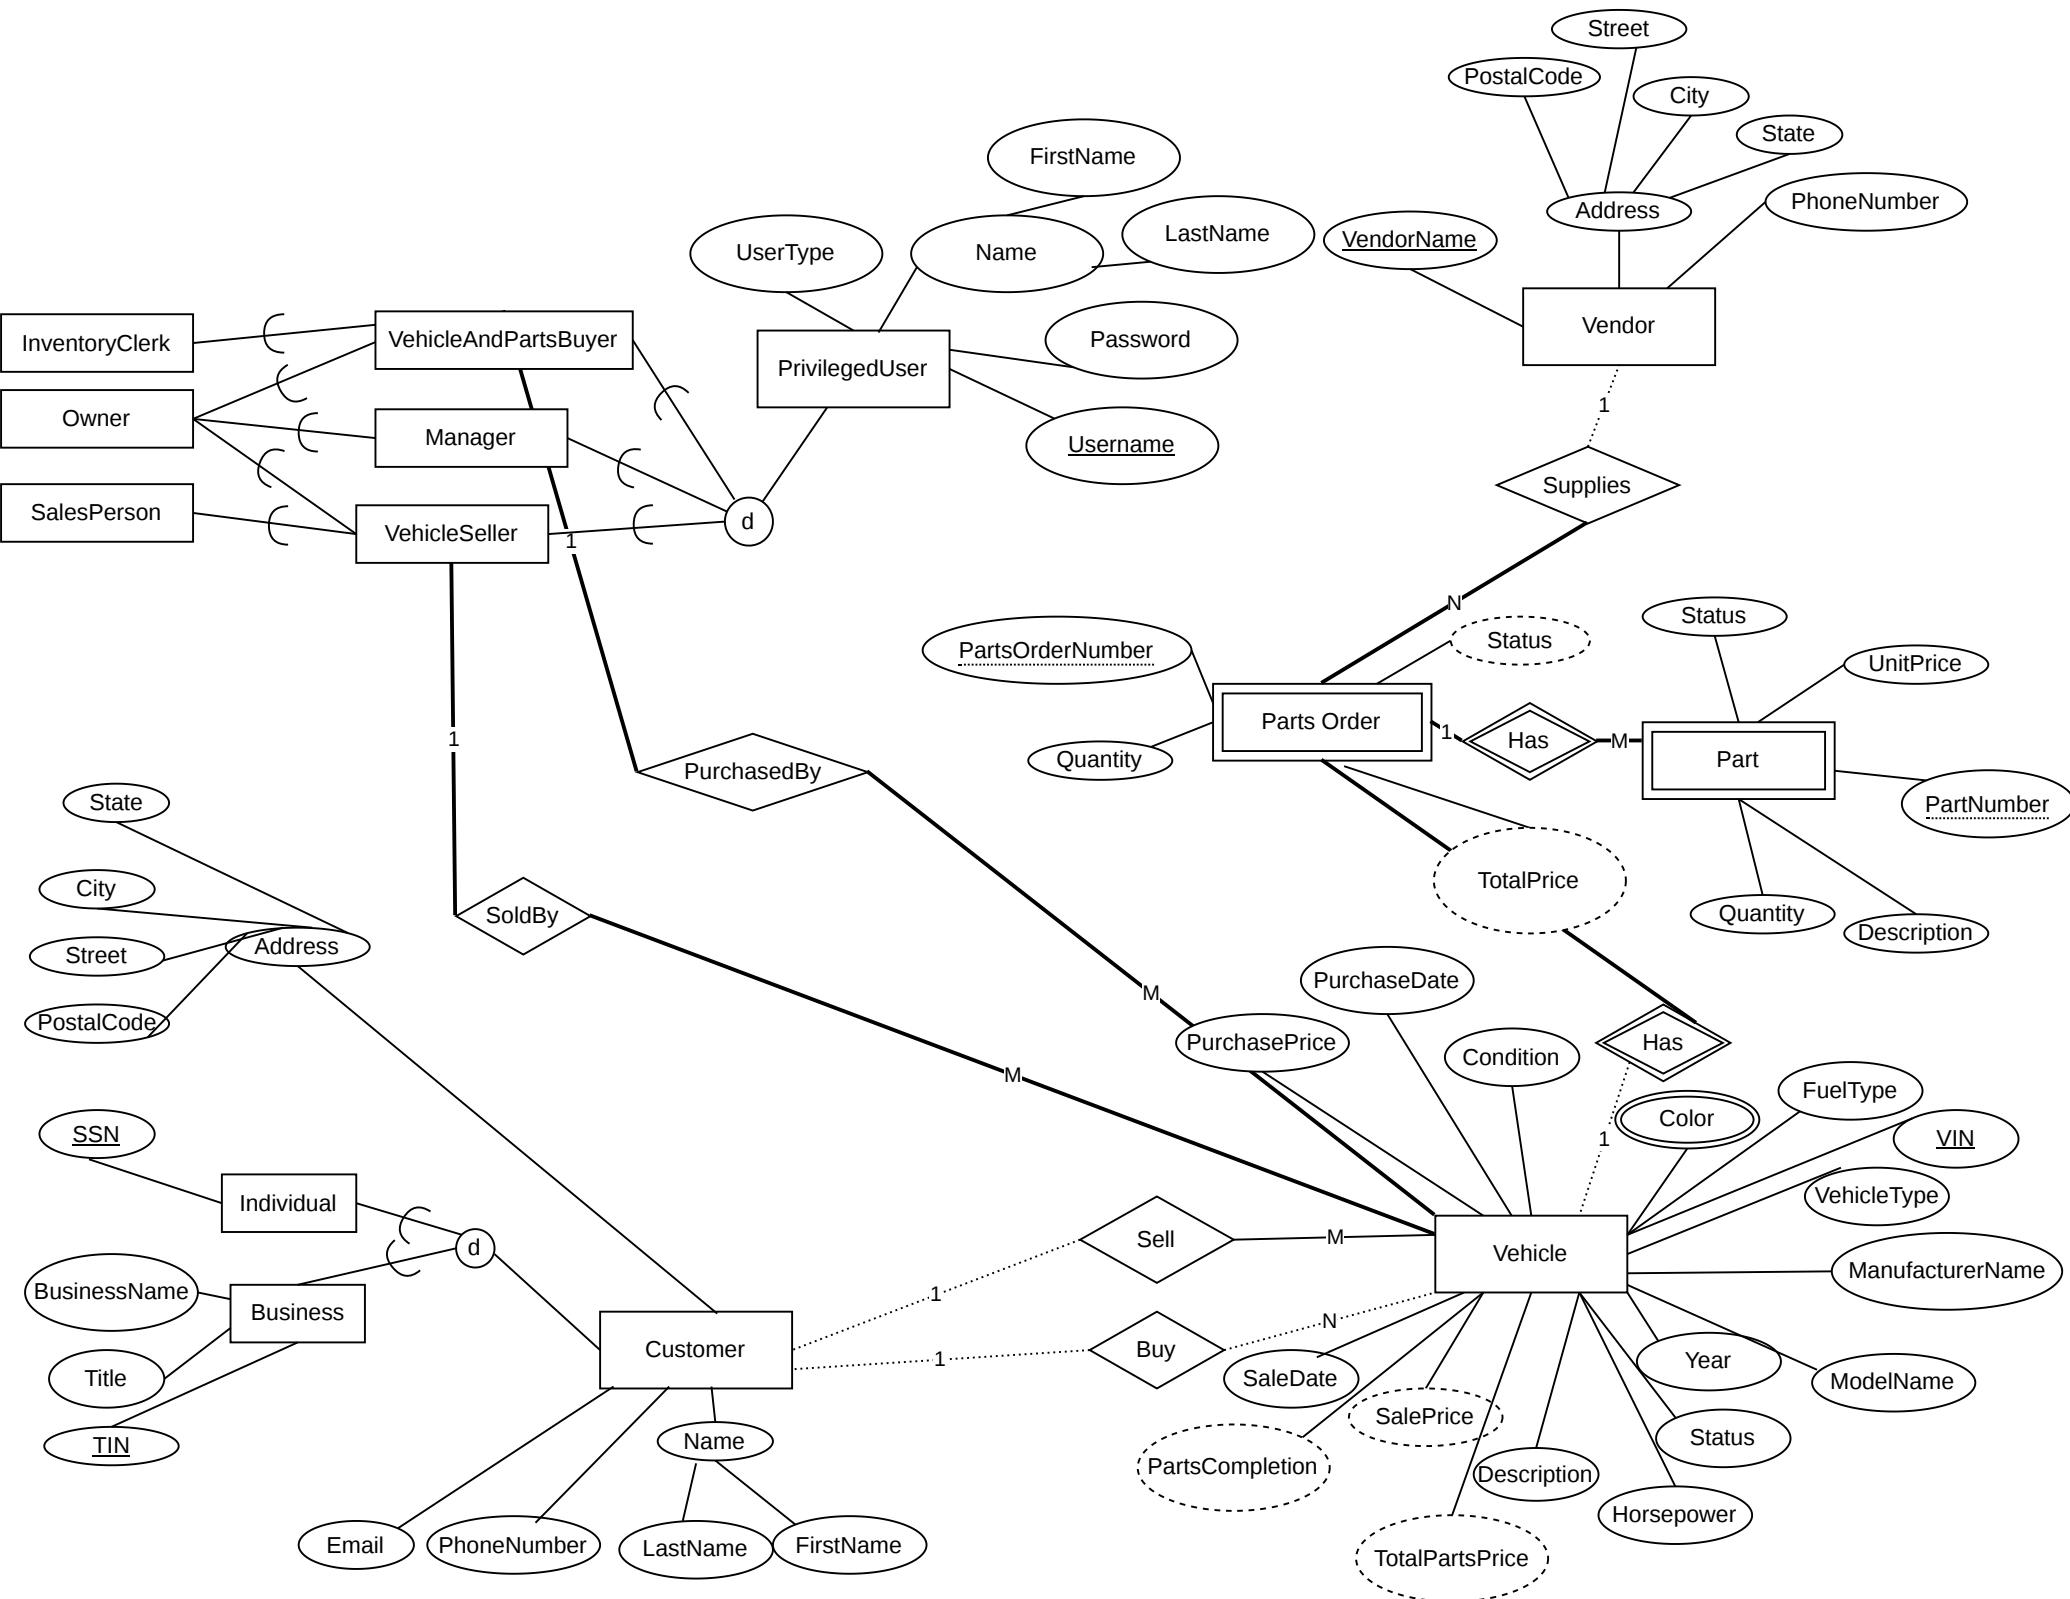 Street
PostalCode
City
State
FirstName
Address
PhoneNumber
LastName
VendorName
UserType
Name
Vendor
InventoryClerk
VehicleAndPartsBuyer
Password
PrivilegedUser
Owner
Manager
1
Username
Supplies
SalesPerson
VehicleSeller
d
1
N
Status
Status
PartsOrderNumber
UnitPrice
Parts Order
1
Has
M
Part
1
PurchasedBy
Quantity
PartNumber
State
TotalPrice
City
SoldBy
Quantity
Description
Address
Street
PurchaseDate
M
PostalCode
PurchasePrice
Condition
Has
M
FuelType
Color
SSN
1
VIN
Individual
VehicleType
Sell
M
d
Vehicle
ManufacturerName
BusinessName
1
Business
N
Customer
1
Buy
Year
Title
SaleDate
ModelName
SalePrice
TIN
Name
Status
PartsCompletion
Description
Horsepower
Email
PhoneNumber
LastName
FirstName
TotalPartsPrice